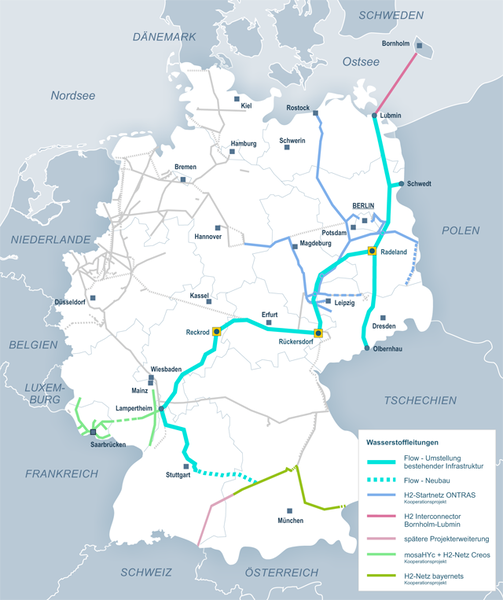 SCHWEDEN
DÄNEMARK
Bornholm
Ostsee
Nordsee
Kiel
Rostock
Lubmin
Hamburg
Schwerin
Bremen
Schwedt
BERLIN
NIEDERLANDE
Hannover
Potsdam
POLEN
Magdeburg
Radeland
Düsseldorf
Kassel
Leipzig
Erfurt
Dresden
Reckrod
Rückersdorf
BELGIEN
Olbernhau
Wiesbaden
LUXEM-
BURG
Mainz
TSCHECHIEN
Lampertheim
Saarbrücken
FRANKREICH
Stuttgart
München
SCHWEIZ
ÖSTERREICH
Wasserstoffleitungen
Flow - Umstellung
bestehender Infrastruktur
Flow - Neubau
H2-Startnetz ONTRAS
Kooperationsprojekt
H2 Interconnector
Bornholm-Lubmin
spätere Projekterweiterung
mosaHYc + H2-Netz Creos
Kooperationsprojekt
H2-Netz bayernets
Kooperationsprojekt